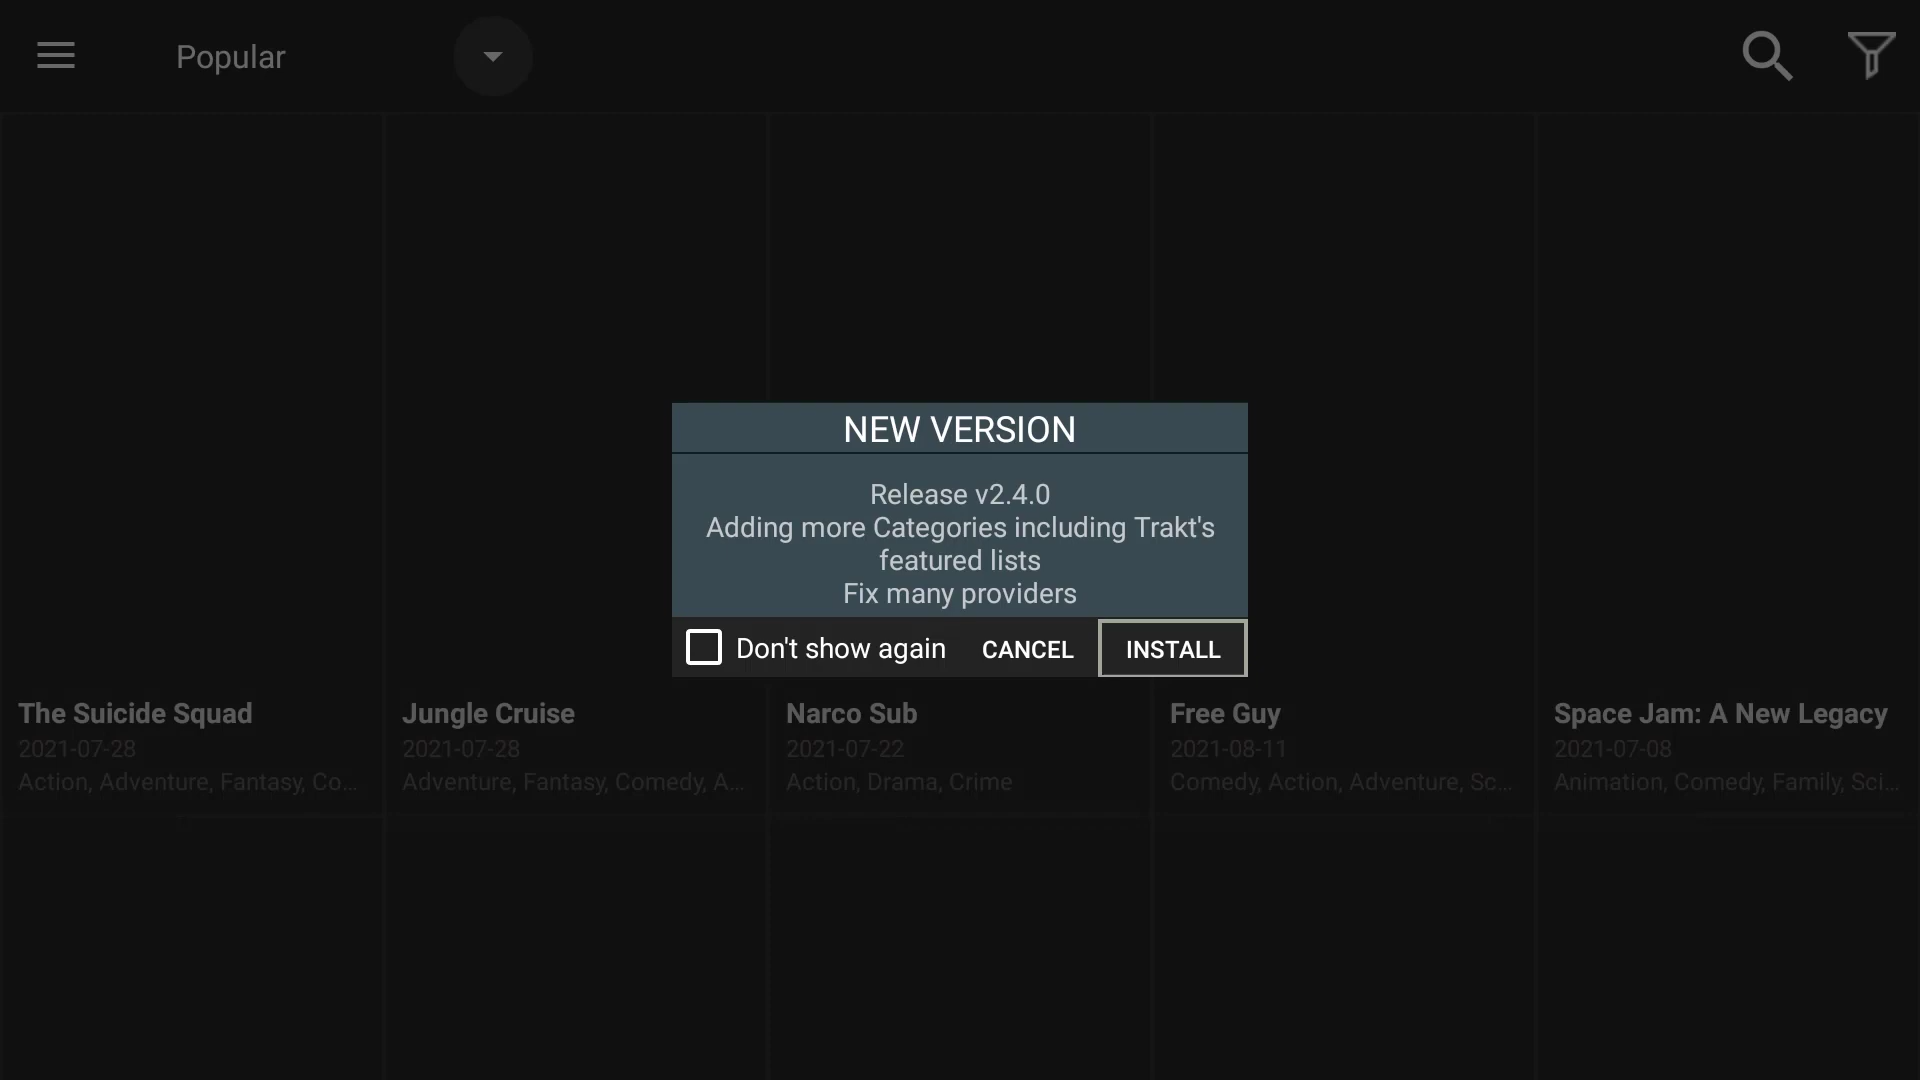 Popular
NEW VERSION
Release v2.4.0
Adding more Categories including Trakt's
featured lists
Fix many providers
Don't show again CANCEL INSTALL
The Suicide Squad
2021-07-28
Action, Adventure, Fantasy, Co...
Jungle Cruise
2021-07-28
Adventure, Fantasy, Comedy, A...
Narco Sub
2021-07-22
Action, Drama, Crime
Free Guy
2021-08-11
Comedy, Action, Adventure, Sc...
Space Jam: A New Legacy
2021-07-08
Animation, Comedy, Family, Sci...